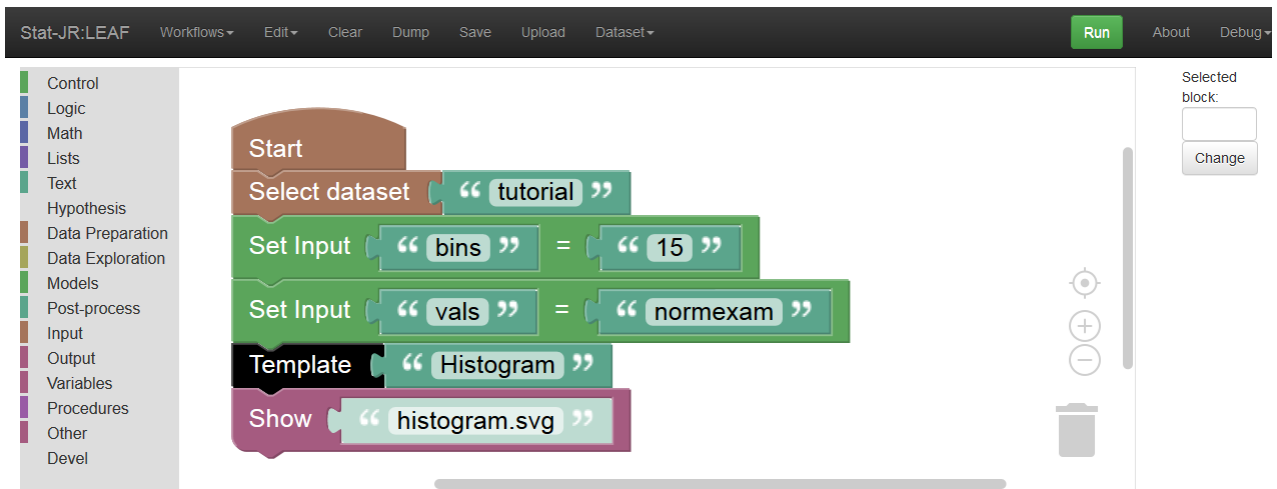 Stat-JR:LEAF Workflows Edit Clear Dump Save Upload Dataset Run About Debug
Control
Logic
Math
Lists
Text
Hypothesis
Data Preparation
Data Exploration
Models
Post-process
Input
Output
Variables
Procedures
Other
Devel
Start
Select dataset “ tutorial ”
Set Input “ bins ” = “ 15 ”
Set Input “ vals ” = “ normexam ”
Template “ Histogram ”
Show “ histogram.svg ”
Selected
block:
Change